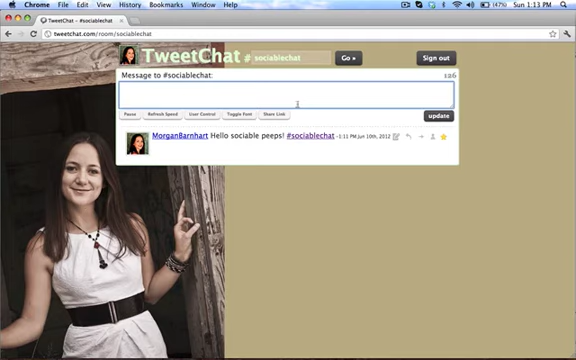 Chrome File Edit View History Bookmarks Window Help (47%) Sun 1:13 PM
TweetChat - #sociablechat
tweetchat.com/room/sociablechat
TweetChat # sociablechat Go » Sign out
Message to #sociablechat: 126
Pause Refresh Speed User Control Toggle Font Share Link update
MorganBarnhart Hello sociable peeps! #sociablechat -1:11 PM Jun 10th, 2012